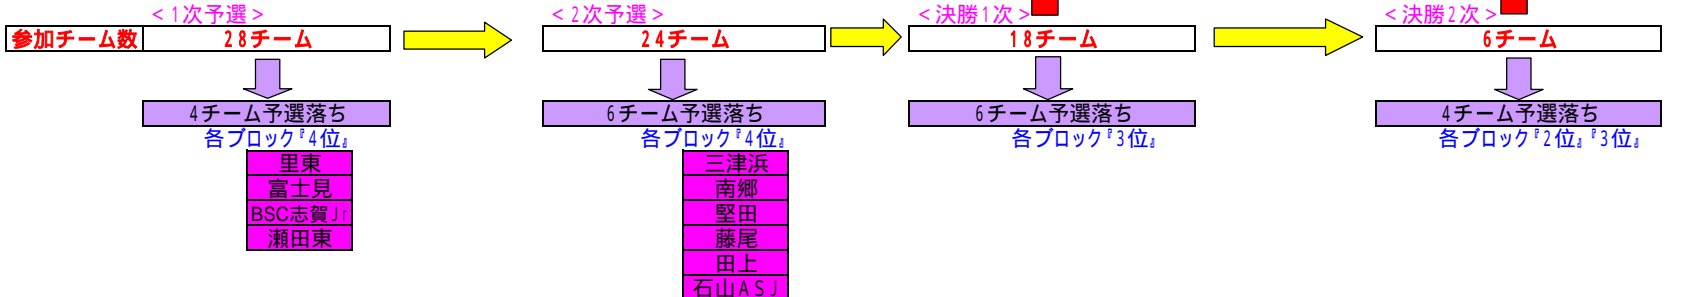 ＜1次予選＞
＜2次予選＞
＜決勝1次＞
＜決勝2次＞
参加チーム数
28チーム
24チーム
18チーム
6チーム
4チーム予選落ち
6チーム予選落ち
6チーム予選落ち
4チーム予選落ち
各ブロック『4位』
各ブロック『4位』
各ブロック『3位』
各ブロック『2位』『3位』
里東
富士見
BSC志賀Jr
瀬田東
三津浜
南郷
堅田
藤尾
田上
石山ASJ